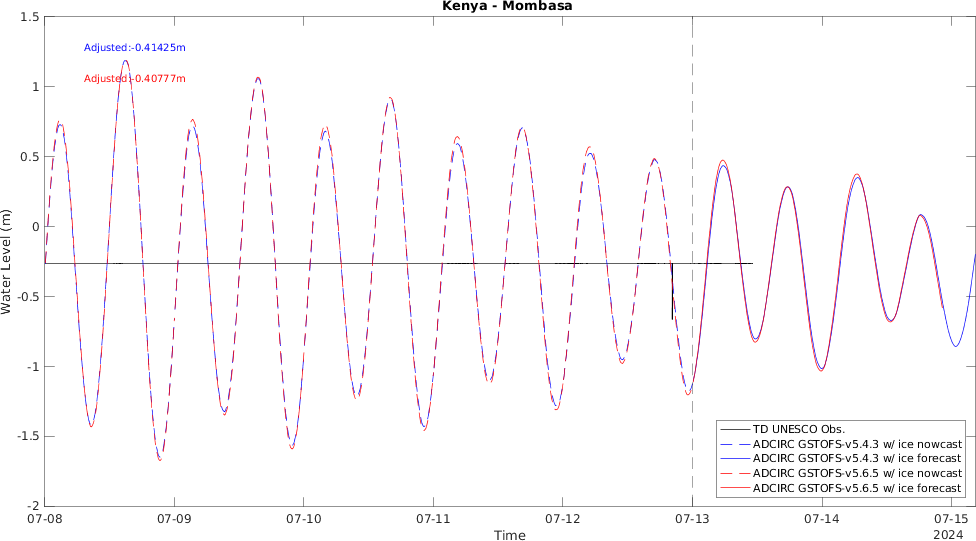 Kenya - Mombasa
Adjusted:-0.41425m
Adjusted:-0.40777m
Water Level (m)
1.5
1
0.5
0
-0.5
-1
-1.5
-2
07-08
07-09
07-10
07-11
07-12
07-13
07-14
07-15
Time
2024
TD UNESCO Obs.
ADCIRC GSTOFS-v5.4.3 w/ ice nowcast
ADCIRC GSTOFS-v5.4.3 w/ ice forecast
ADCIRC GSTOFS-v5.6.5 w/ ice nowcast
ADCIRC GSTOFS-v5.6.5 w/ ice forecast